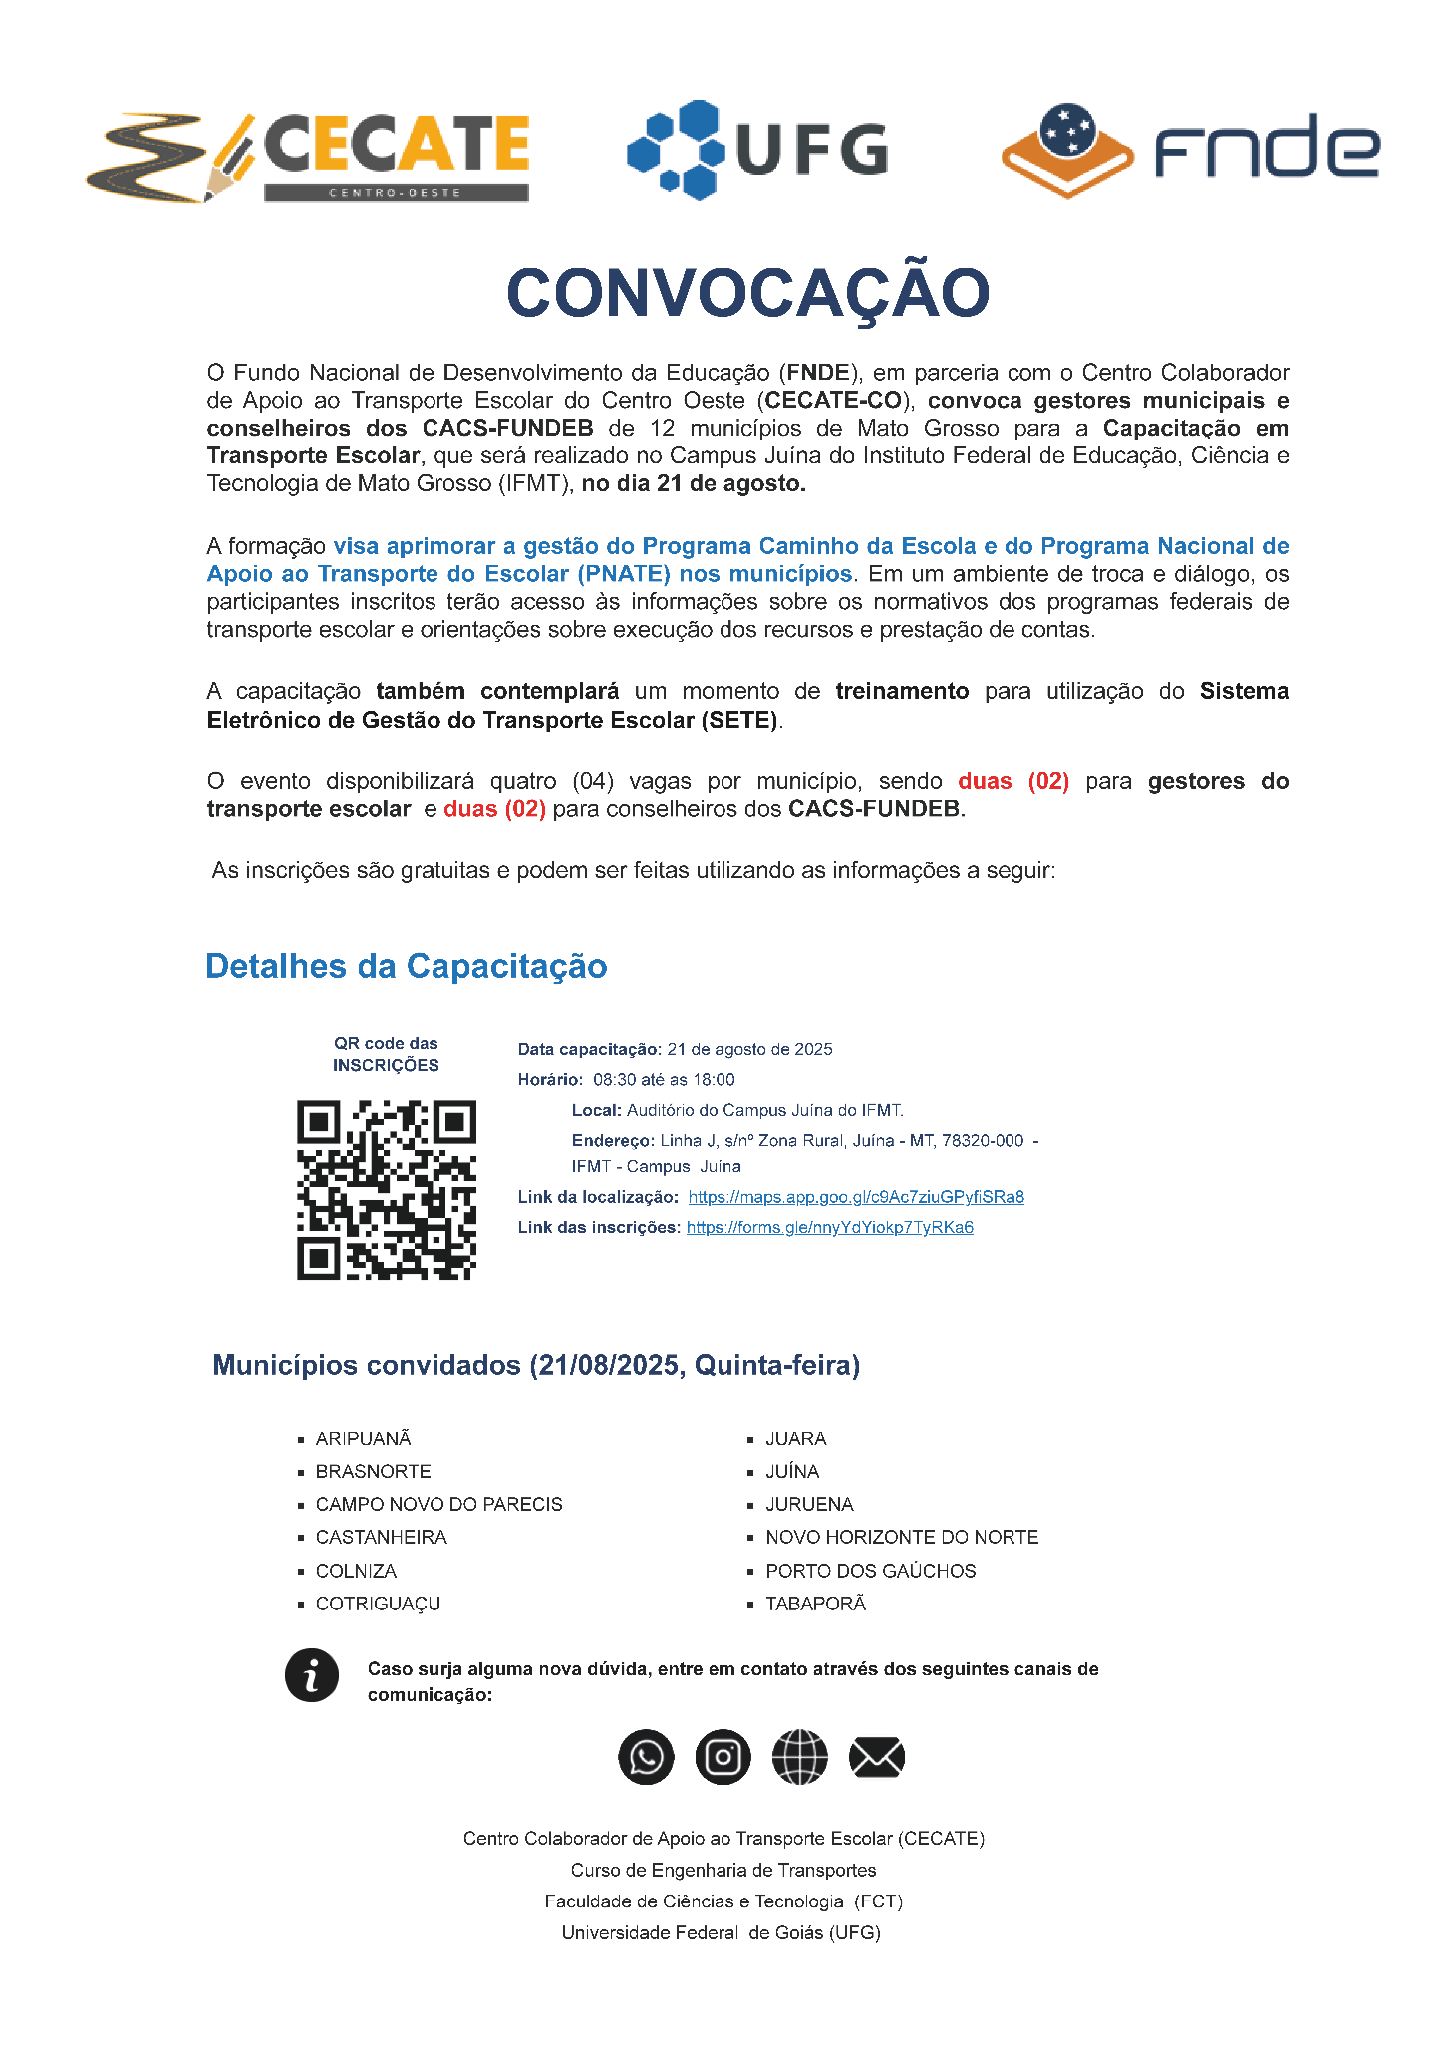 CECATE
CENTRO-OESTE
UFG
fnde
CONVOCAÇÃO
O Fundo Nacional de Desenvolvimento da Educação (FNDE), em parceria com o Centro Colaborador
de Apoio ao Transporte Escolar do Centro Oeste (CECATE-CO), convoca gestores municipais e
conselheiros dos CACS-FUNDEB de 12 municípios de Mato Grosso para a Capacitação em
Transporte Escolar, que será realizado no Campus Juína do Instituto Federal de Educação, Ciência e
Tecnologia de Mato Grosso (IFMT), no dia 21 de agosto.
A formação visa aprimorar a gestão do Programa Caminho da Escola e do Programa Nacional de
Apoio ao Transporte do Escolar (PNATE) nos municípios. Em um ambiente de troca e diálogo, os
participantes inscritos terão acesso às informações sobre os normativos dos programas federais de
transporte escolar e orientações sobre execução dos recursos e prestação de contas.
A capacitação também contemplará um momento de treinamento para utilização do Sistema
Eletrônico de Gestão do Transporte Escolar (SETE).
O evento disponibilizará quatro (04) vagas por município, sendo duas (02) para gestores do
transporte escolar e duas (02) para conselheiros dos CACS-FUNDEB.
As inscrições são gratuitas e podem ser feitas utilizando as informações a seguir:
Detalhes da Capacitação
QR code das
INSCRIÇÕES
Data capacitação: 21 de agosto de 2025
Horário: 08:30 até as 18:00
Local: Auditório do Campus Juína do IFMT.
Endereço: Linha J, s/nº Zona Rural, Juína - MT, 78320-000 -
IFMT - Campus Juína
Link da localização: https://maps.app.goo.gl/c9Ac7ziuGPyfiSRa8
Link das inscrições: https://forms.gle/nnyYdYiokp7TyRKa6
Municípios convidados (21/08/2025, Quinta-feira)
▪ ARIPUANÃ
▪ BRASNORTE
▪ CAMPO NOVO DO PARECIS
▪ CASTANHEIRA
▪ COLNIZA
▪ COTRIGUAÇU
▪ JUARA
▪ JUÍNA
▪ JURUENA
▪ NOVO HORIZONTE DO NORTE
▪ PORTO DOS GAÚCHOS
▪ TABAPORÃ
Caso surja alguma nova dúvida, entre em contato através dos seguintes canais de
comunicação:
Centro Colaborador de Apoio ao Transporte Escolar (CECATE)
Curso de Engenharia de Transportes
Faculdade de Ciências e Tecnologia (FCT)
Universidade Federal de Goiás (UFG)